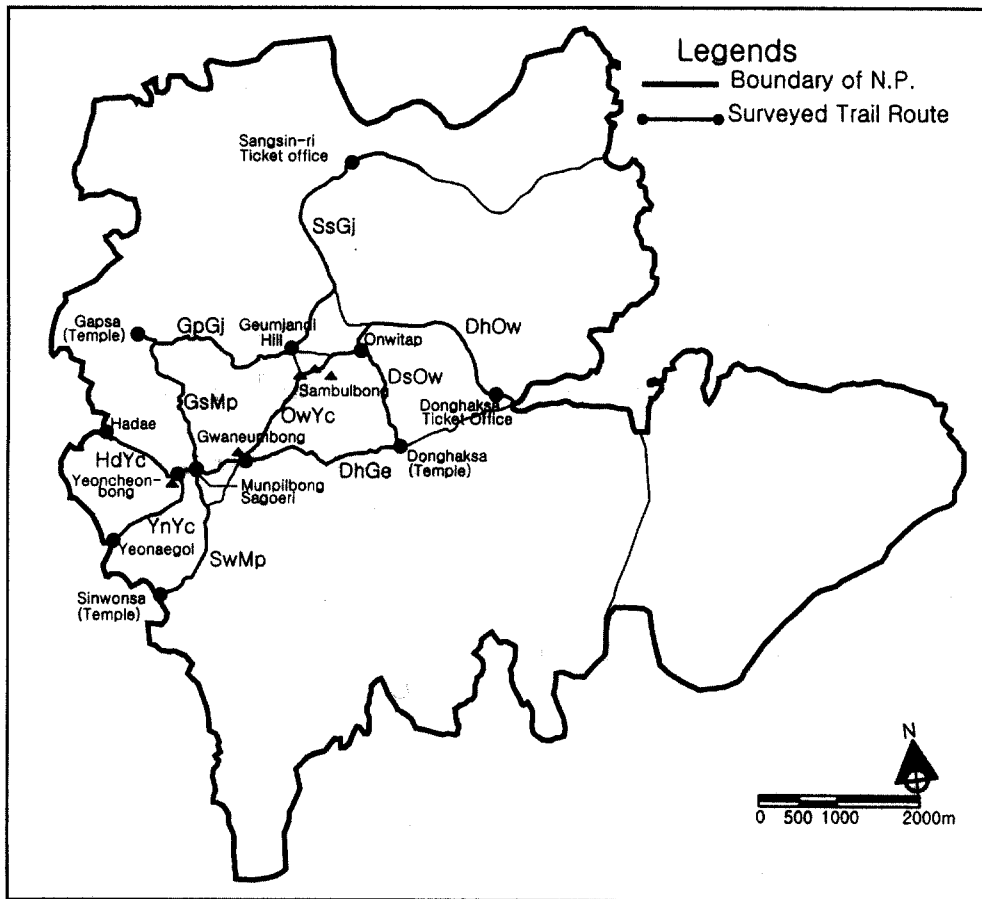 Legends
Boundary of N.P.
Surveyed Trail Route
Sangsin-ri
Ticket office
SsGj
Gapsa
(Temple)
GpGj
Geumjandi
Hill
Onwitap
DhOw
Sambulbong
DsOw
GsMp
OwYc
Donghaksa
Ticket Office
Hadae
Gwaneumbong
HdYc
DhGe
Donghaksa
(Temple)
Yeoncheon-
bong
Munpilbong
Sagoeri
YnYc
Yeonaegol
SwMp
Sinwonsa
(Temple)
N
0 500 1000 2000m